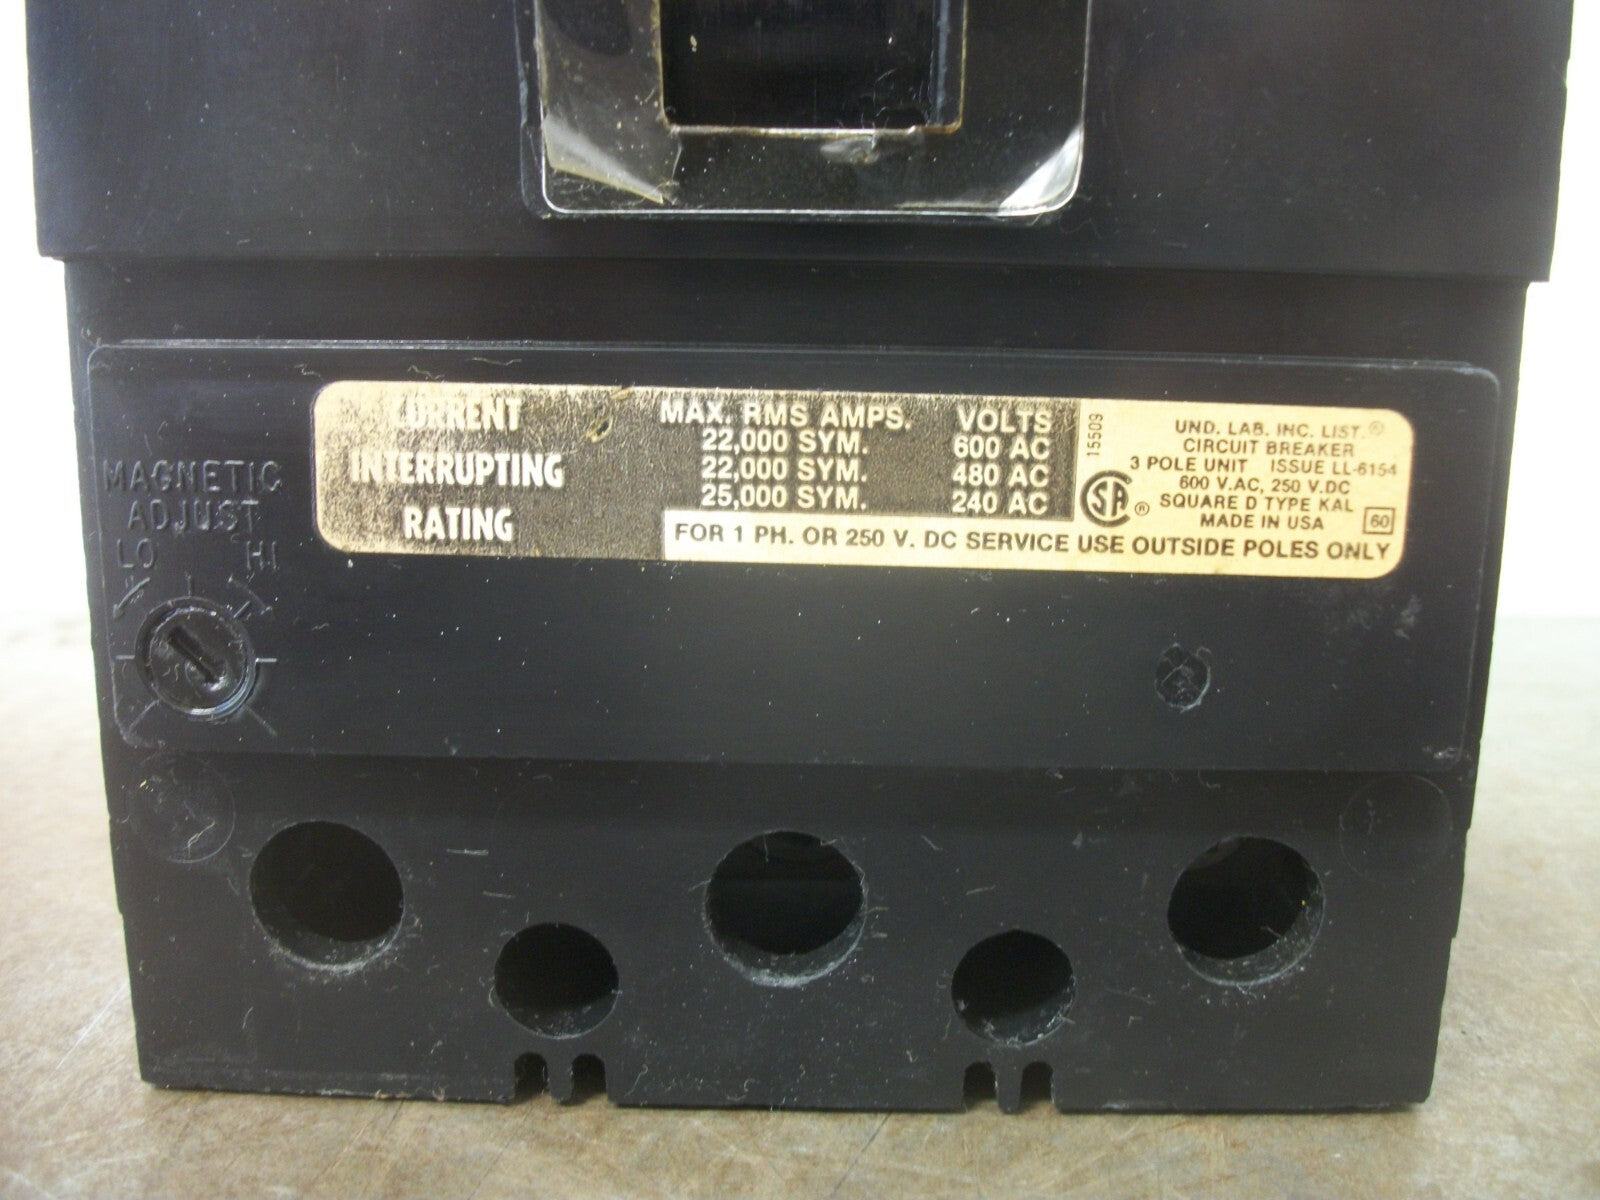 CURRENT
INTERRUPTING
RATING
MAX. RMS AMPS. VOLTS
22,000 SYM. 600 AC
22,000 SYM. 480 AC
25,000 SYM. 240 AC
FOR 1 PH. OR 250 V. DC SERVICE USE OUTSIDE POLES ONLY
15509
SA ®
UND. LAB. INC. LIST.®
CIRCUIT BREAKER
3 POLE UNIT ISSUE LL-6154
600 V.AC, 250 V.DC
SQUARE D TYPE KAL
MADE IN USA 60
MAGNETIC
ADJUST
LO HI